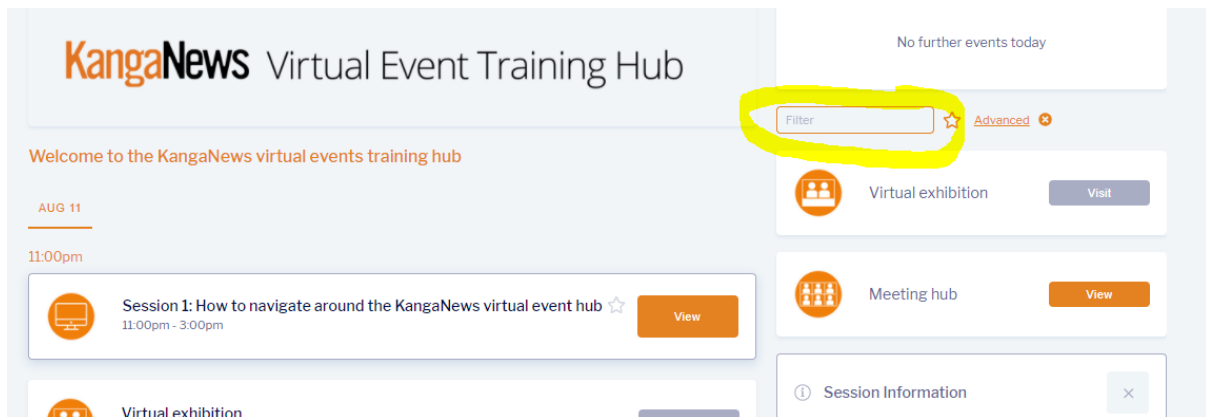 KangaNews Virtual Event Training Hub
Welcome to the KangaNews virtual events training hub
AUG 11
11:00pm
Session 1: How to navigate around the KangaNews virtual event hub
11:00pm - 3:00pm
View
Virtual exhibition
No further events today
Filter
Advanced
Virtual exhibition
Visit
Meeting hub
View
Session Information